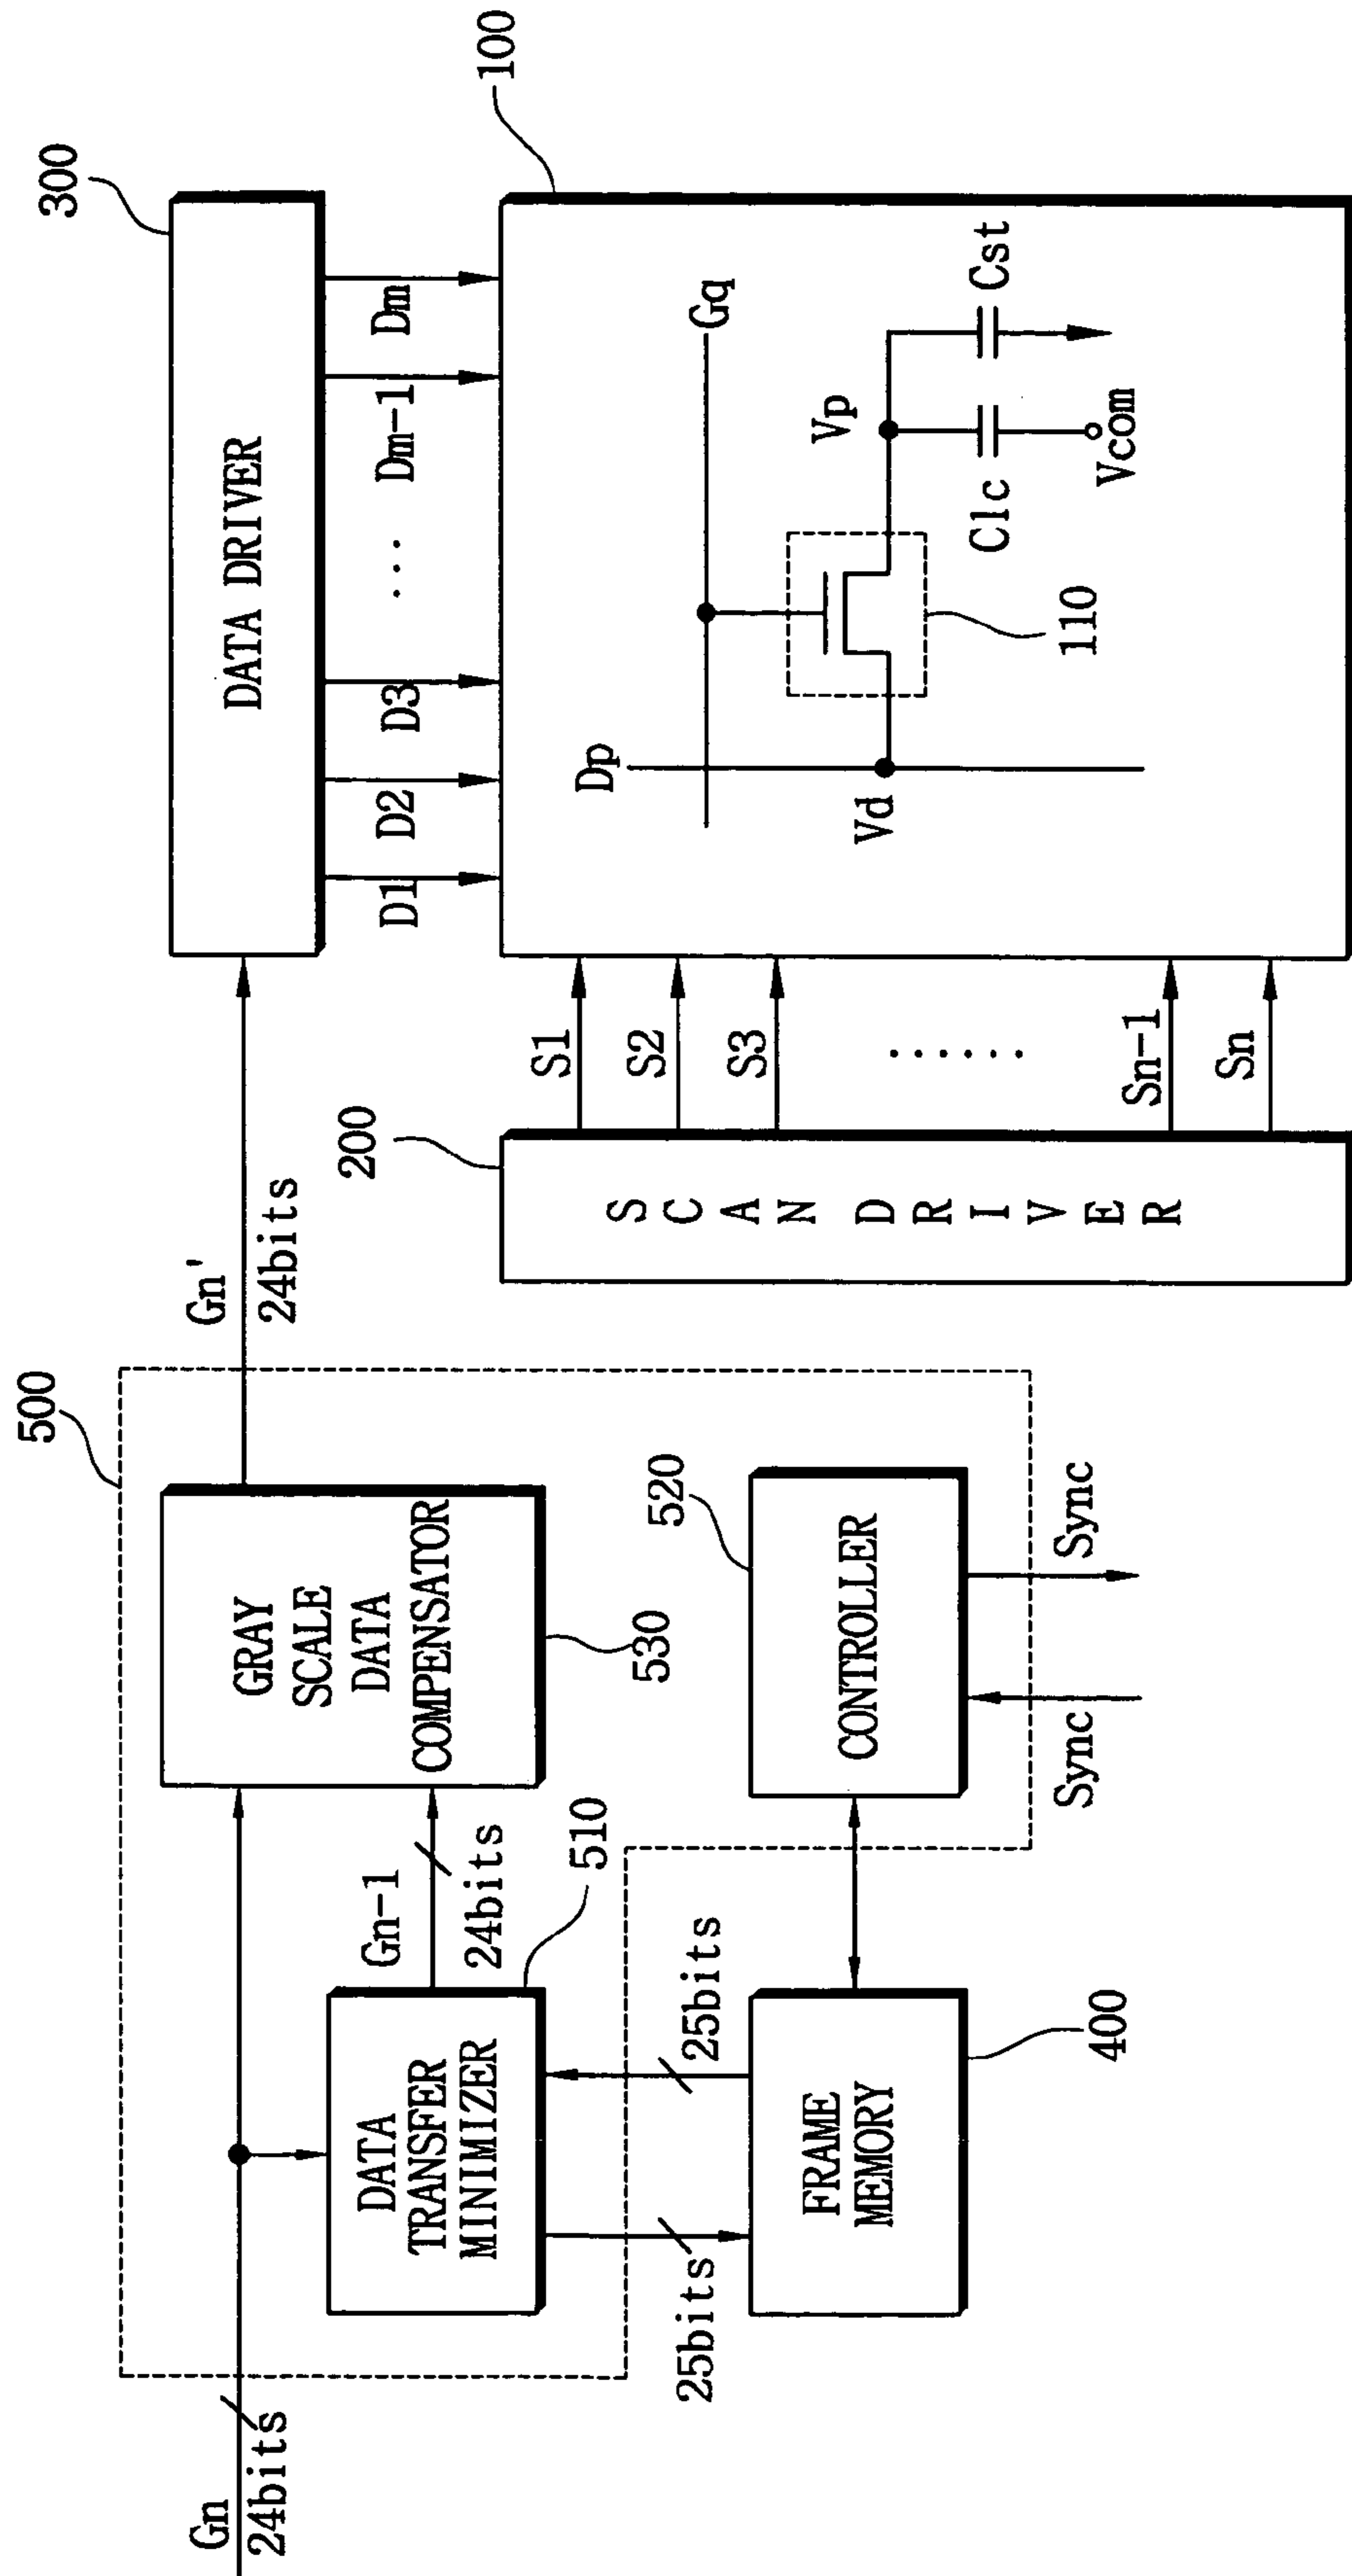 Gn
24bits
500
DATA
TRANSFER
MINIMIZER
510
Gn-1
24bits
GRAY
SCALE
DATA
COMPENSATOR
530
25bits
25bits
FRAME
MEMORY
400
CONTROLLER
520
Sync
Sync
Gn'
24bits
DATA DRIVER
300
D1
D2
D3
...
Dm-1
Dm
SCAN DRIVER
200
S1
S2
S3
......
Sn-1
Sn
100
Dp
Gq
Vd
Vp
110
Clc
Cst
Vcom